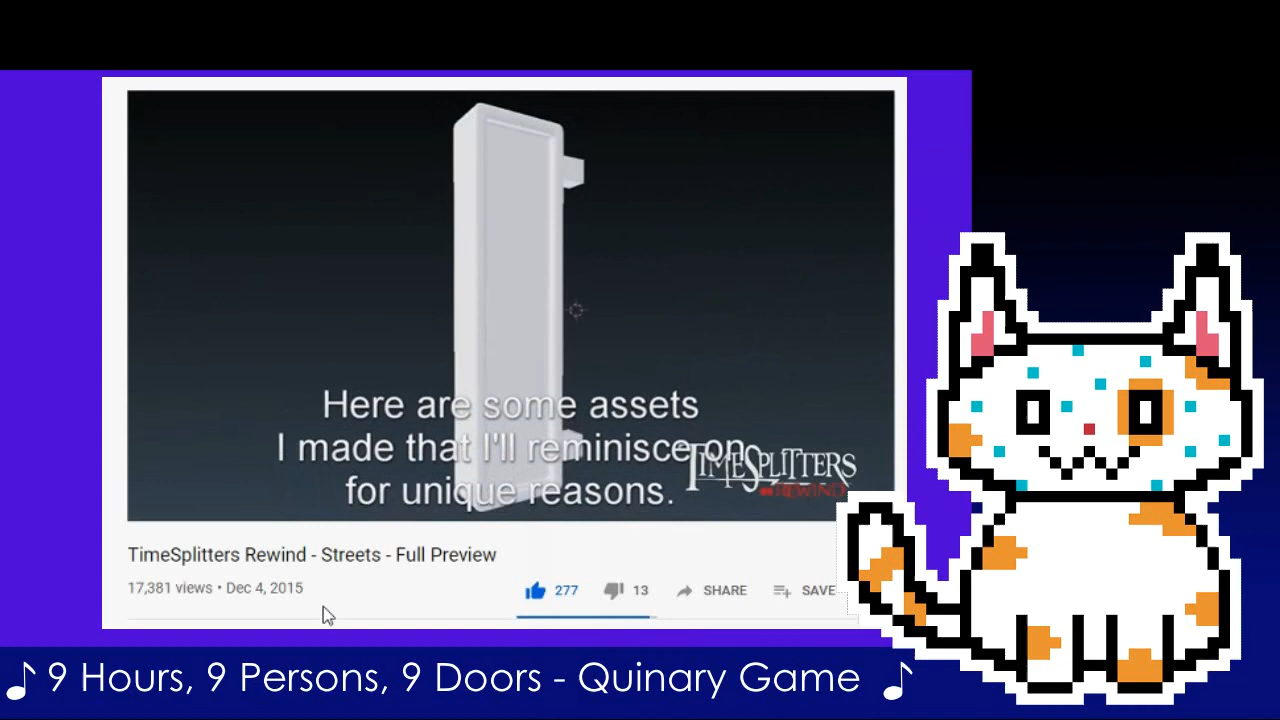 Here are some assets
I made that I'll reminisce on
for unique reasons.
TIMESPLITTERS
REWIND
TimeSplitters Rewind - Streets - Full Preview
17,381 views • Dec 4, 2015
277 13 SHARE SAVE
♪ 9 Hours, 9 Persons, 9 Doors - Quinary Game ♪